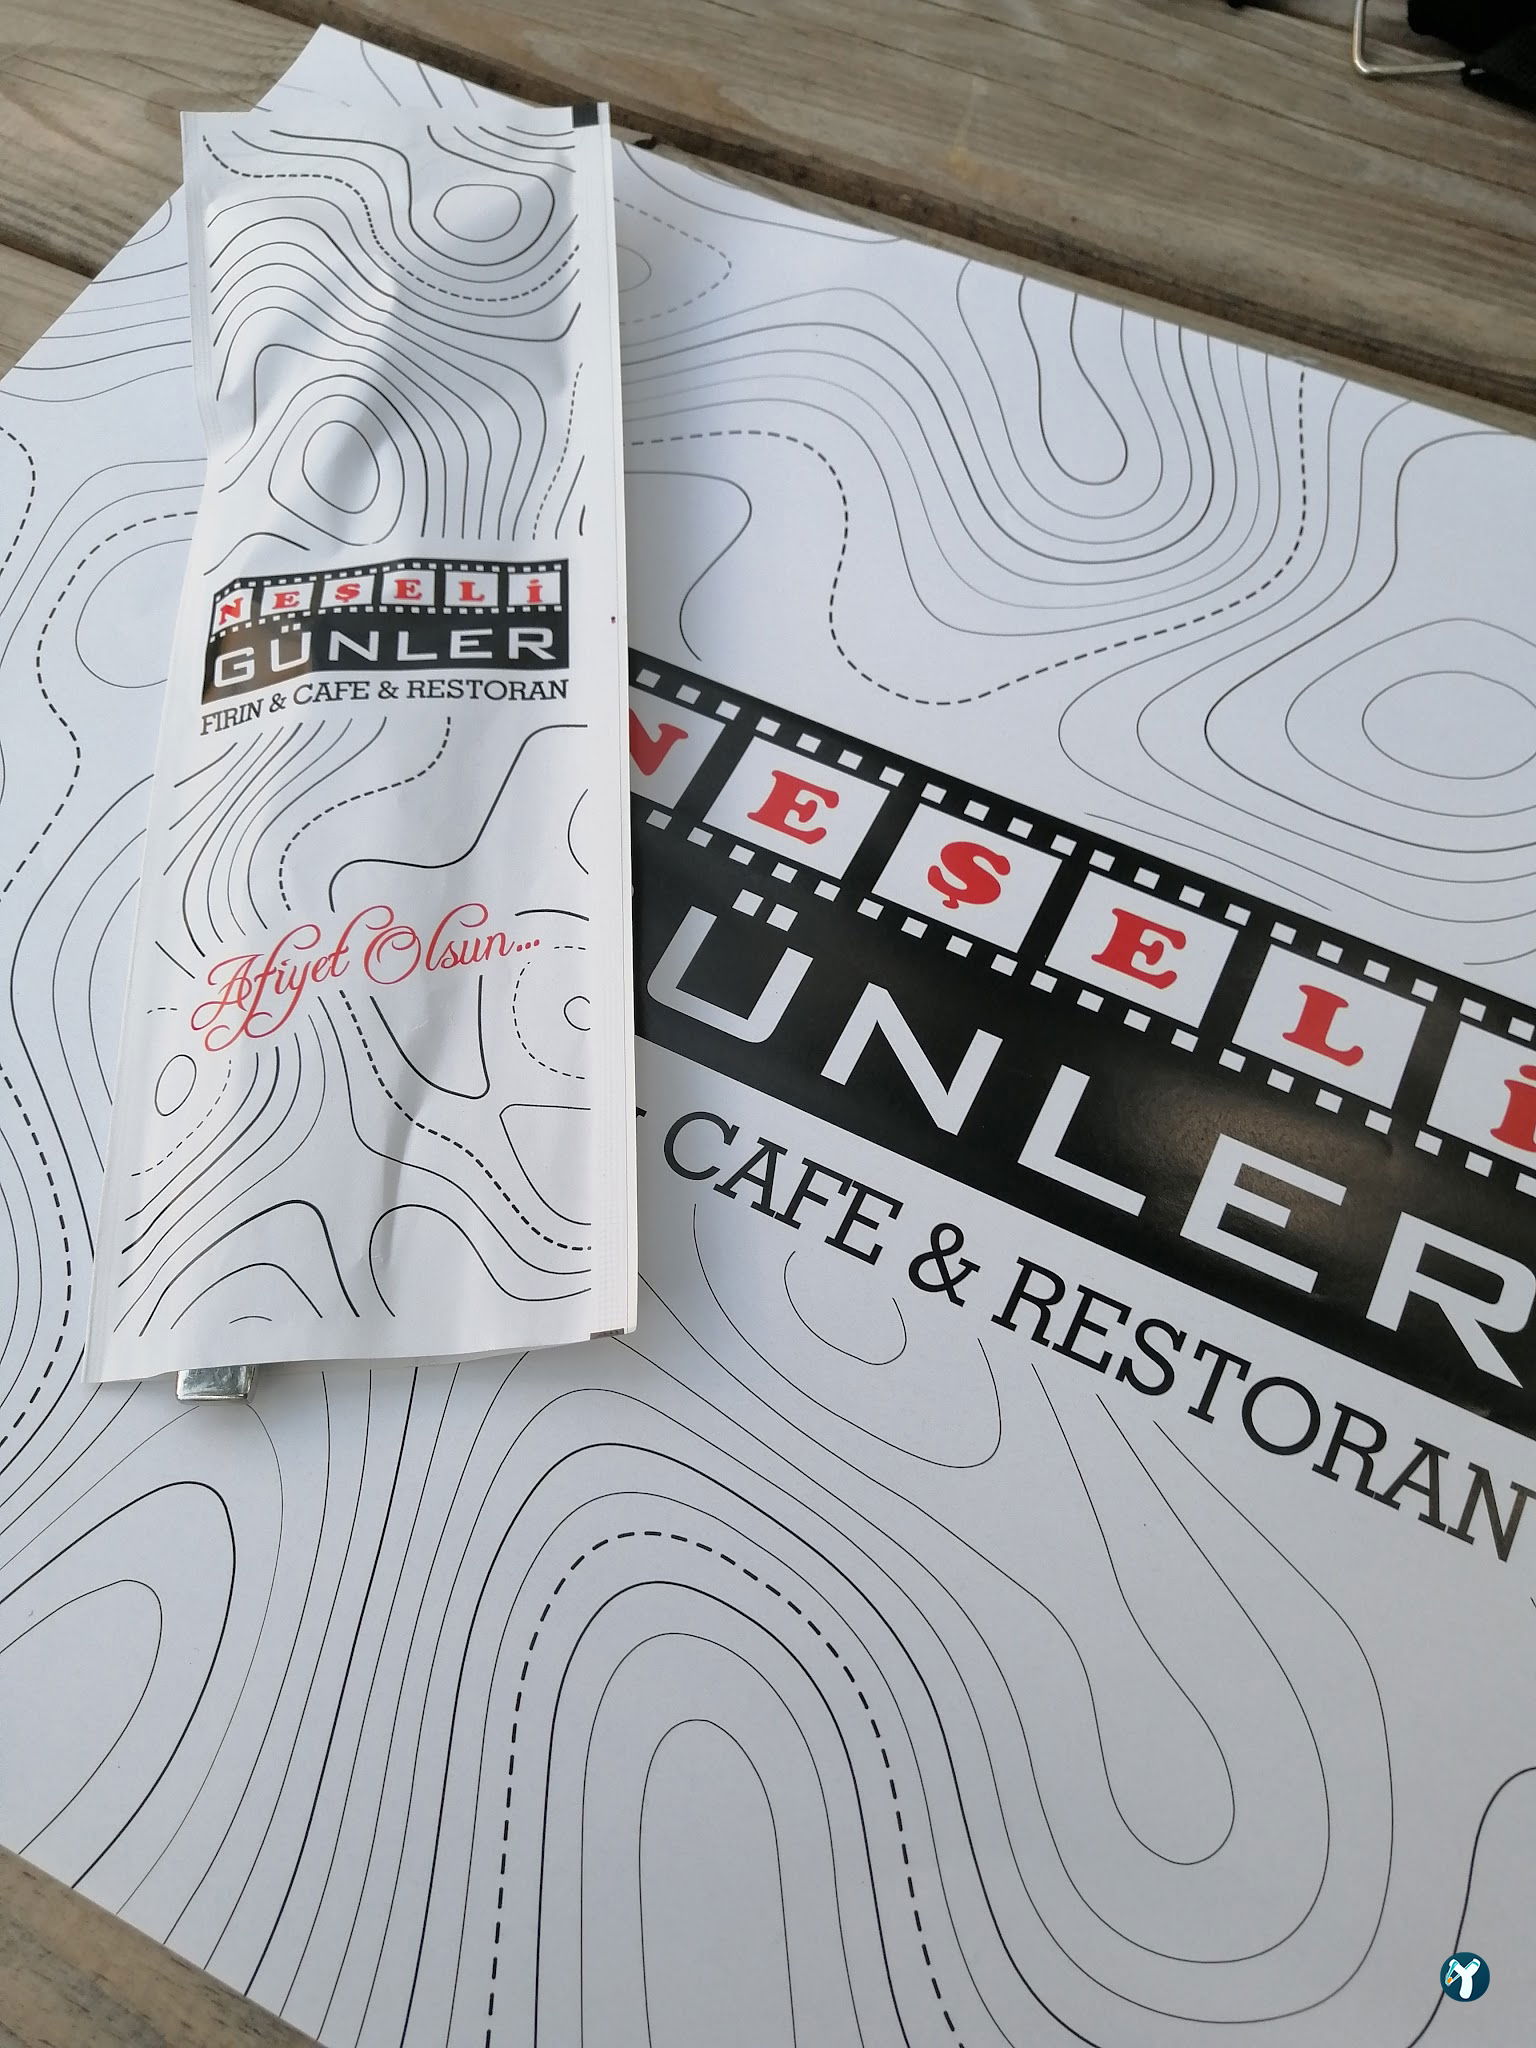 NEŞELİ
GÜNLER
FIRIN & CAFE & RESTORAN
Afiyet Olsun...
NEŞELİ
ÜNLER
CAFE & RESTORAN